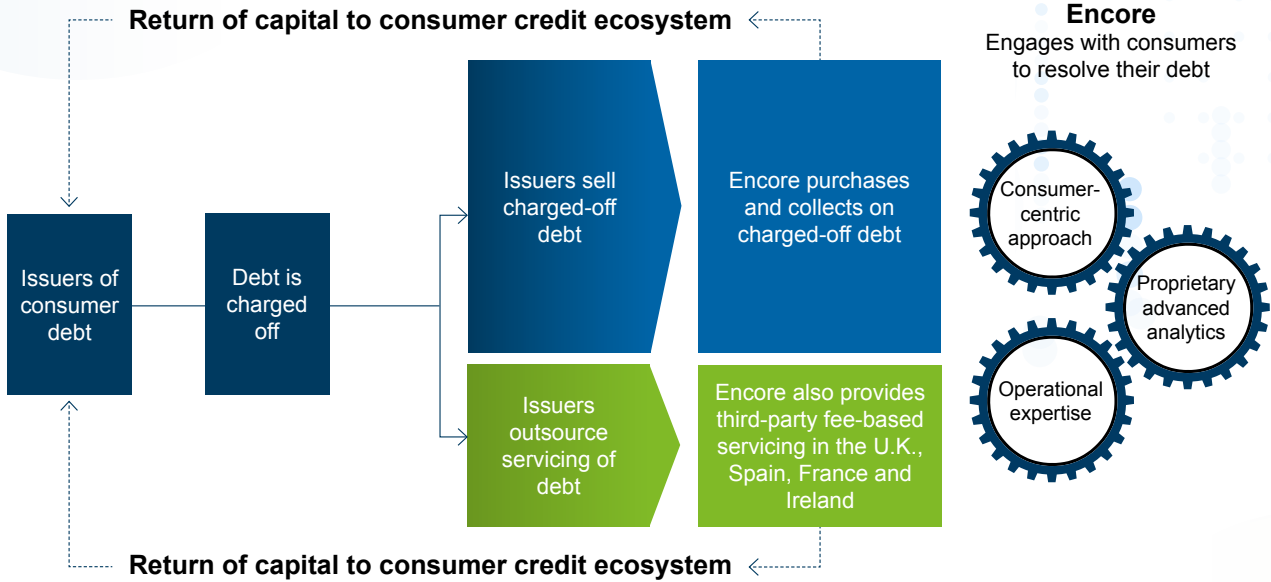 Return of capital to consumer credit ecosystem
Encore
Engages with consumers
to resolve their debt
Issuers of
consumer
debt
Debt is
charged
off
Issuers sell
charged-off
debt
Encore purchases
and collects on
charged-off debt
Issuers
outsource
servicing of
debt
Encore also provides
third-party fee-based
servicing in the U.K.,
Spain, France and
Ireland
Consumer-
centric
approach
Proprietary
advanced
analytics
Operational
expertise
Return of capital to consumer credit ecosystem